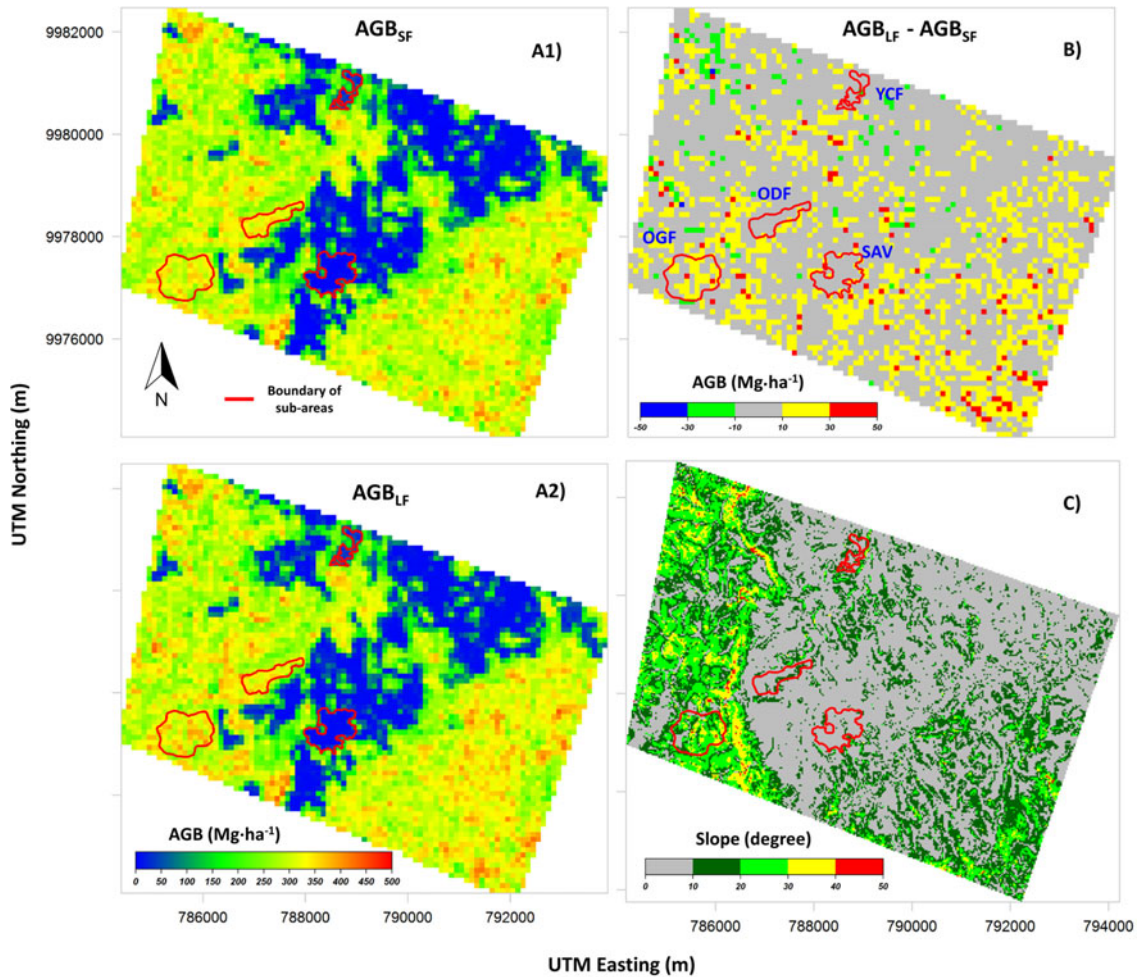 AGB_SF
A1)
AGB_LF - AGB_SF
B)
9982000
9980000
9978000
9976000
YCF
ODF
OGF
SAV
N
Boundary of
sub-areas
AGB (Mg·ha⁻¹)
-50 -30 -10 10 30 50
UTM Northing (m)
AGB_LF
A2)
C)
AGB (Mg·ha⁻¹)
0 50 100 150 200 250 300 350 400 450 500
Slope (degree)
0 10 20 30 40 50
786000 788000 790000 792000
786000 788000 790000 792000 794000
UTM Easting (m)